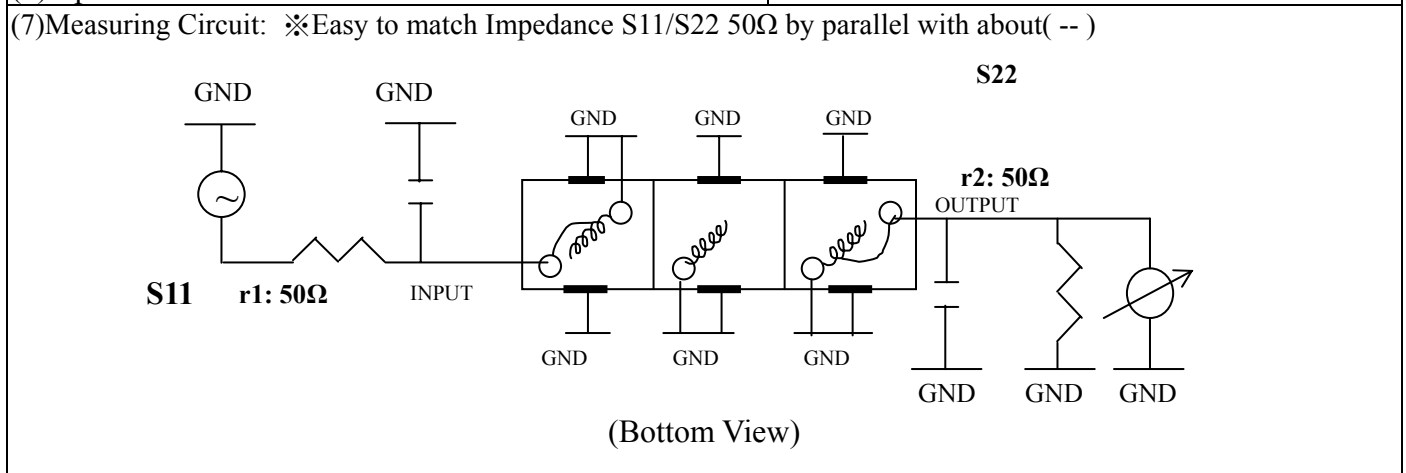 (7)Measuring Circuit: ※Easy to match Impedance S11/S22 50Ω by parallel with about( -- )
S22
GND GND
GND GND GND
r2: 50Ω
OUTPUT
S11 r1: 50Ω INPUT
GND GND GND
GND GND GND
(Bottom View)